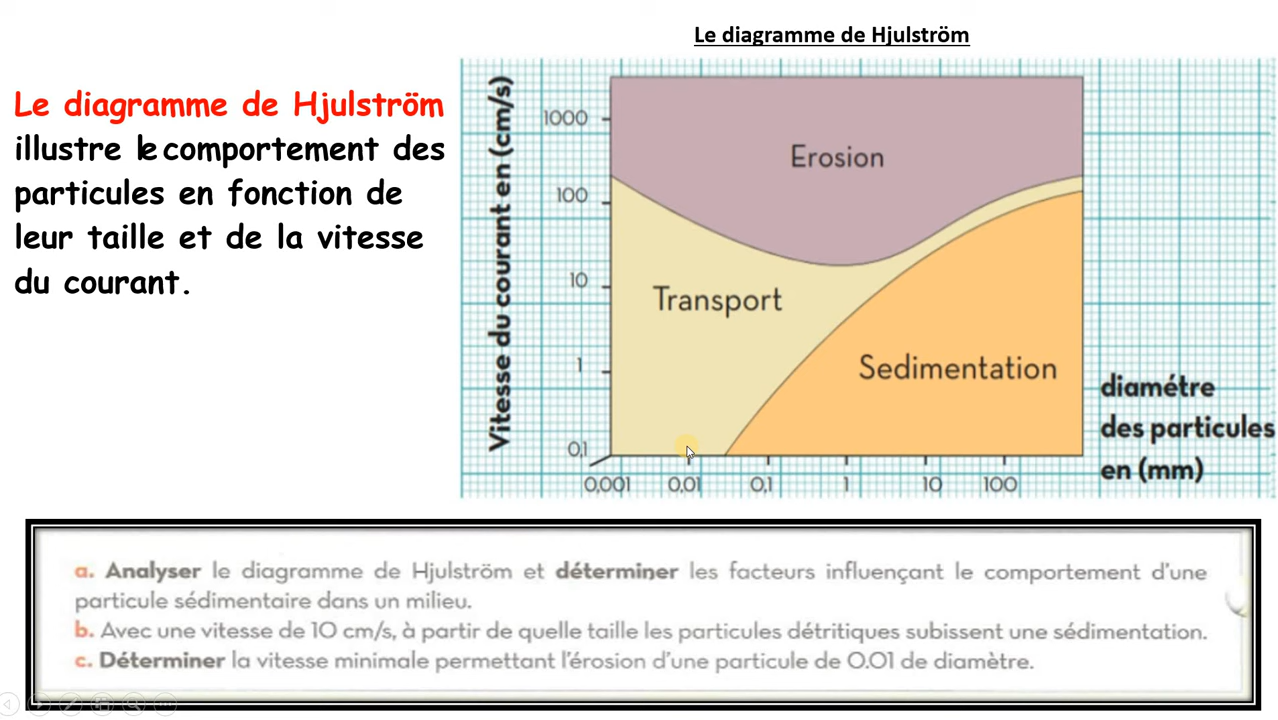 Le diagramme de Hjulström
Le diagramme de Hjulström
illustre le comportement des
particules en fonction de
leur taille et de la vitesse
du courant.
Vitesse du courant en (cm/s)
1000
100
10
1
0,1
Erosion
Transport
Sedimentation
0,001 0,01 0,1 1 10 100
diamétre
des particules
en (mm)
a. Analyser le diagramme de Hjulström et déterminer les facteurs influençant le comportement d'une
particule sédimentaire dans un milieu.
b. Avec une vitesse de 10 cm/s, à partir de quelle taille les particules détritiques subissent une sédimentation.
c. Déterminer la vitesse minimale permettant l'érosion d'une particule de 0.01 de diamètre.